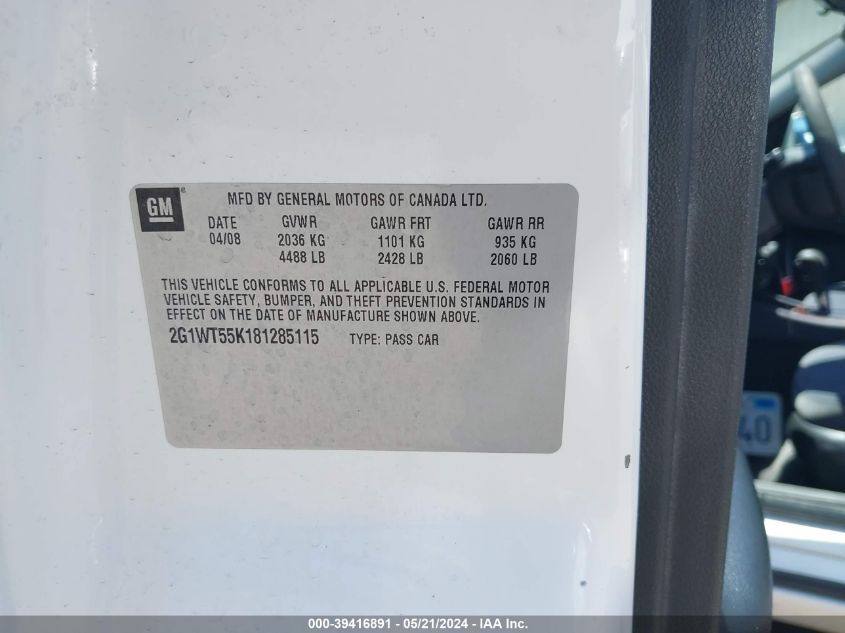 GM
MFD BY GENERAL MOTORS OF CANADA LTD.
DATE GVWR GAWR FRT GAWR RR
04/08 2036 KG 1101 KG 935 KG
4488 LB 2428 LB 2060 LB
THIS VEHICLE CONFORMS TO ALL APPLICABLE U.S. FEDERAL MOTOR
VEHICLE SAFETY, BUMPER, AND THEFT PREVENTION STANDARDS IN
EFFECT ON THE DATE OF MANUFACTURE SHOWN ABOVE.
2G1WT55K181285115 TYPE: PASS CAR
40
000-39416891 - 05/21/2024 - IAA Inc.